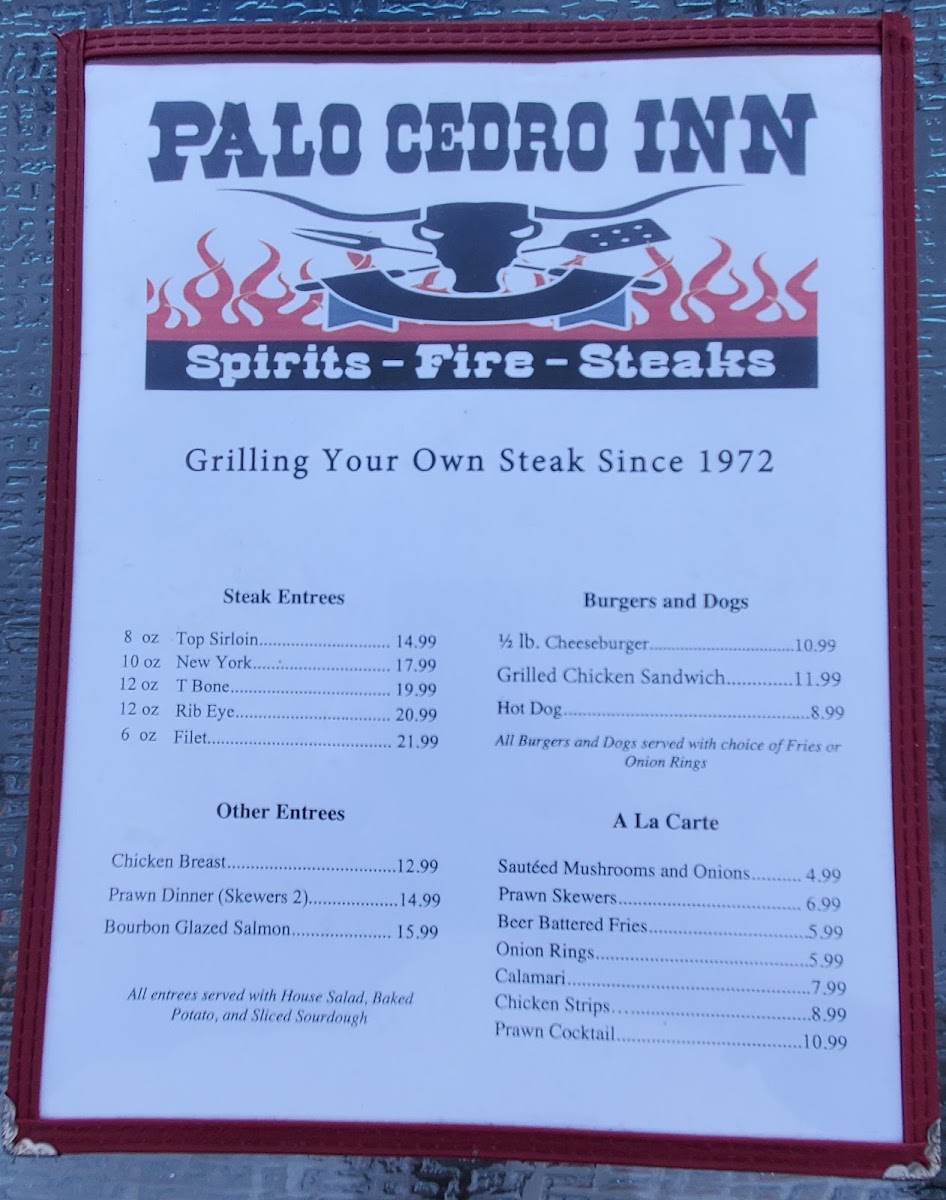 PALO CEDRO INN
Spirits - Fire - Steaks
Grilling Your Own Steak Since 1972
Steak Entrees
8 oz Top Sirloin.............................. 14.99
10 oz New York.............................. 17.99
12 oz T Bone................................... 19.99
12 oz Rib Eye.................................. 20.99
6 oz Filet........................................ 21.99
Other Entrees
Chicken Breast....................................12.99
Prawn Dinner (Skewers 2)...................14.99
Bourbon Glazed Salmon..................... 15.99
All entrees served with House Salad, Baked
Potato, and Sliced Sourdough
Burgers and Dogs
½ lb. Cheeseburger...................................10.99
Grilled Chicken Sandwich.............11.99
Hot Dog.....................................................8.99
All Burgers and Dogs served with choice of Fries or
Onion Rings
A La Carte
Sautéed Mushrooms and Onions.......... 4.99
Prawn Skewers....................................... 6.99
Beer Battered Fries..................................5.99
Onion Rings.............................................5.99
Calamari...................................................7.99
Chicken Strips..........................................8.99
Prawn Cocktail.......................................10.99